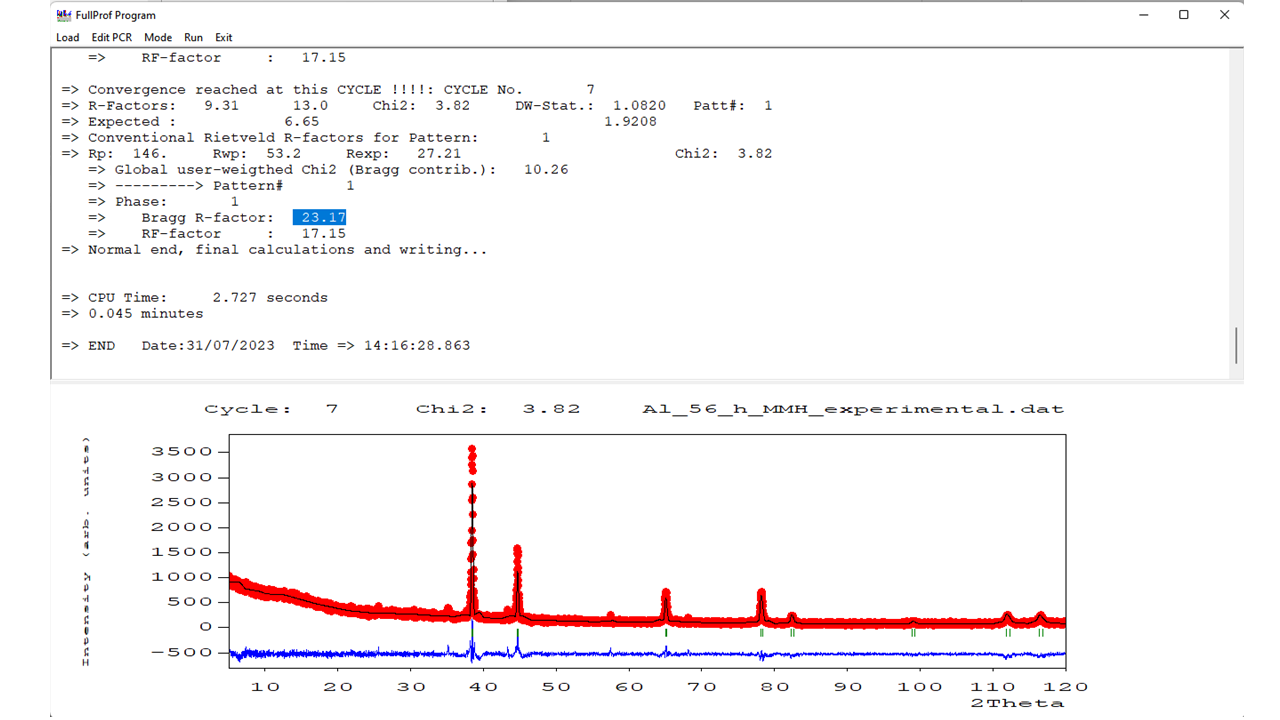 FullProf Program
Load Edit PCR Mode Run Exit
=> RF-factor : 17.15
=> Convergence reached at this CYCLE !!!!: CYCLE No. 7
=> R-Factors: 9.31 13.0 Chi2: 3.82 DW-Stat.: 1.0820 Patt#: 1
=> Expected : 6.65 1.9208
=> Conventional Rietveld R-factors for Pattern: 1
=> Rp: 146. Rwp: 53.2 Rexp: 27.21 Chi2: 3.82
=> Global user-weigthed Chi2 (Bragg contrib.): 10.26
=> ---------> Pattern# 1
=> Phase: 1
=> Bragg R-factor: 23.17
=> RF-factor : 17.15
=> Normal end, final calculations and writing...
=> CPU Time: 2.727 seconds
=> 0.045 minutes
=> END Date:31/07/2023 Time => 14:16:28.863
Cycle: 7 Chi2: 3.82 Al_56_h_MMH_experimental.dat
Intensity (arb. units)
3500
3000
2500
2000
1500
1000
500
0
-500
10 20 30 40 50 60 70 80 90 100 110 120
2Theta